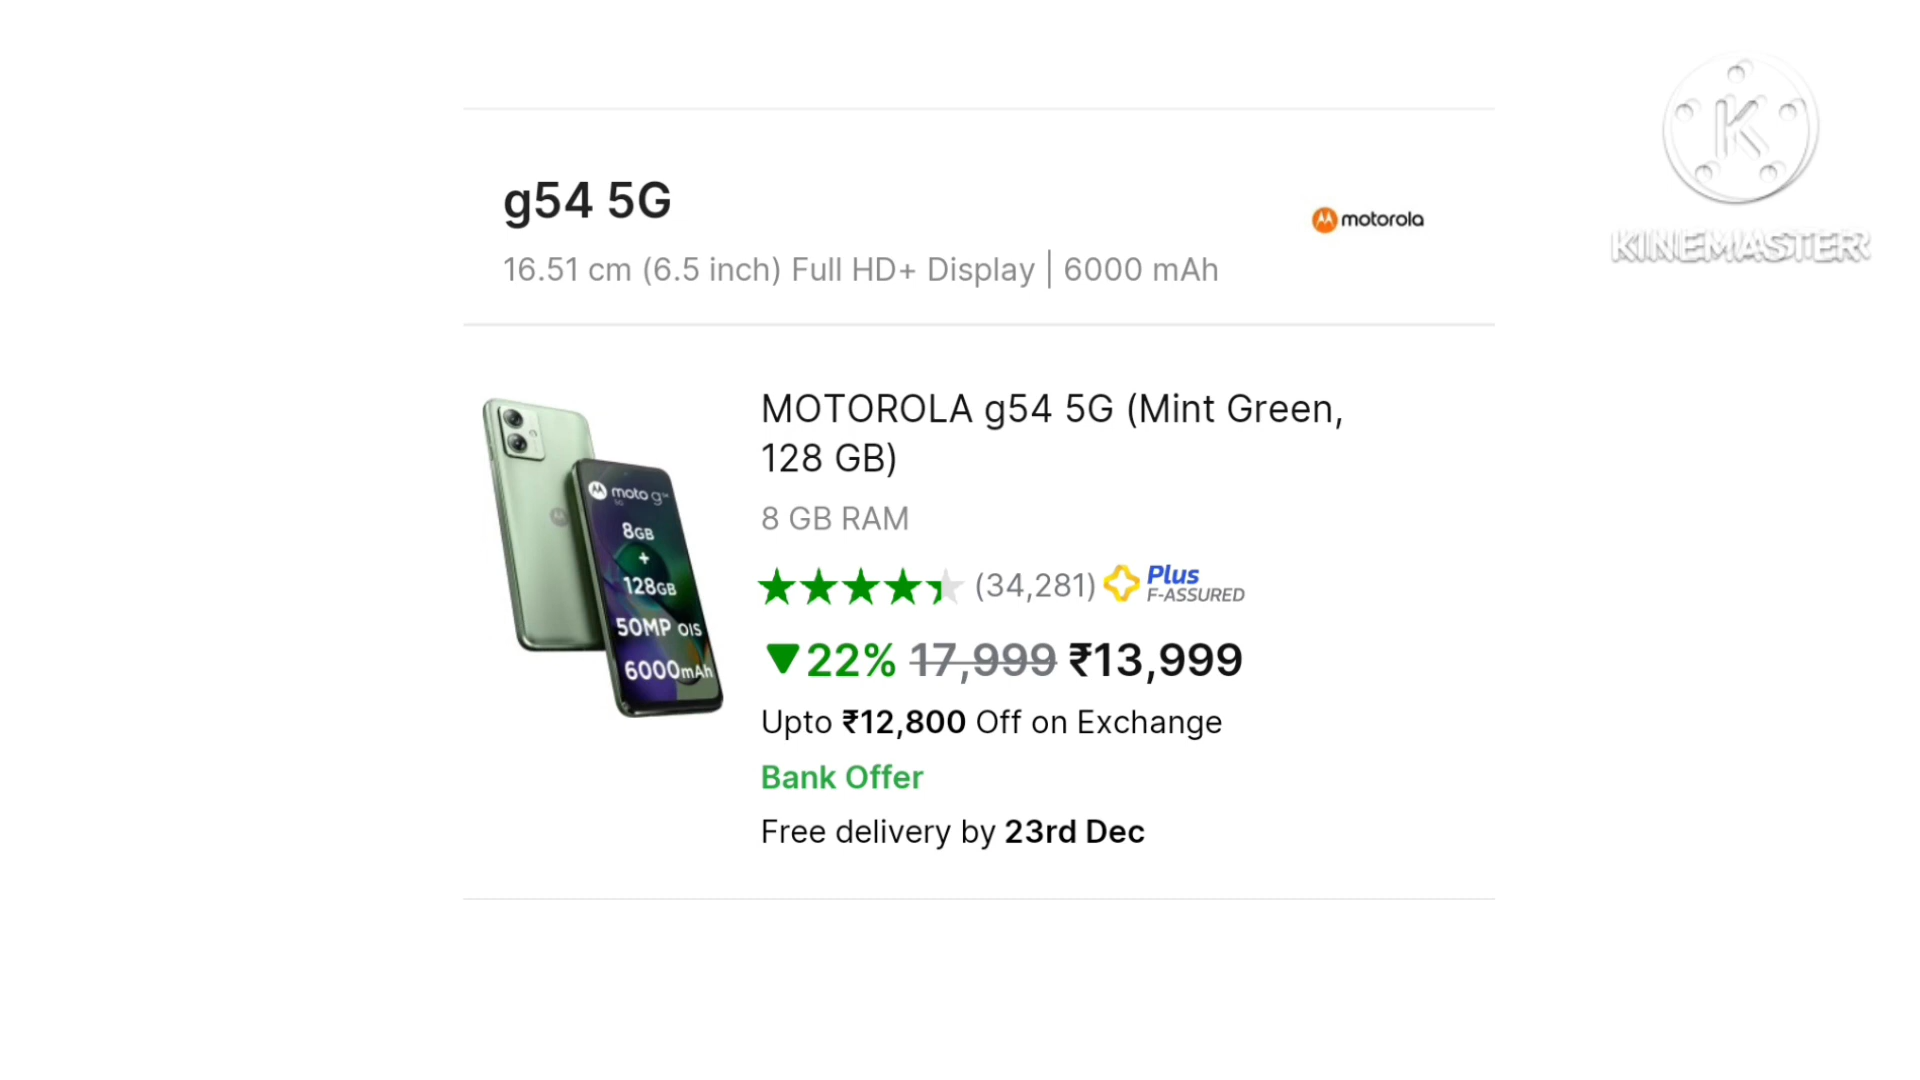 KINEMASTER
g54 5G
motorola
16.51 cm (6.5 inch) Full HD+ Display | 6000 mAh
MOTOROLA g54 5G (Mint Green,
128 GB)
8 GB RAM
(34,281) Plus
F-ASSURED
22% 17,999 ₹13,999
Upto ₹12,800 Off on Exchange
Bank Offer
Free delivery by 23rd Dec
moto g54
5G
8GB
+
128GB
50MP OIS
6000mAh